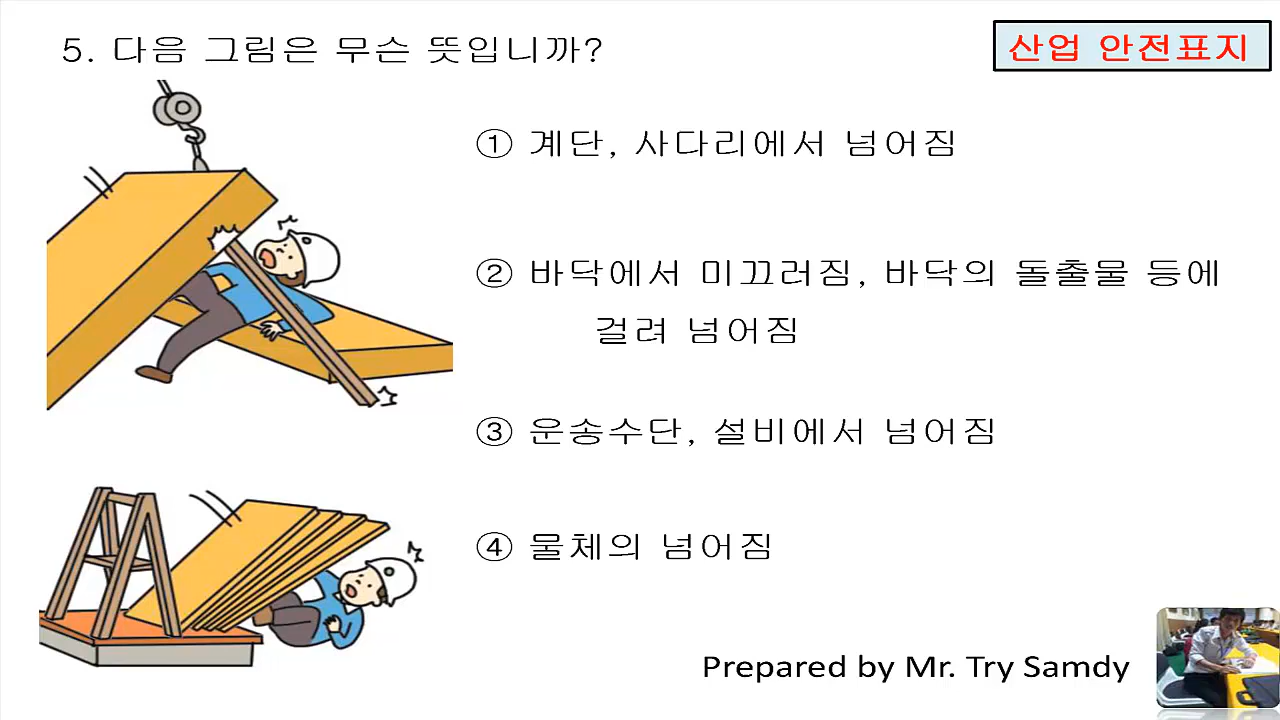 5. 다음 그림은 무슨 뜻입니까?
산업 안전표지
① 계단, 사다리에서 넘어짐
② 바닥에서 미끄러짐, 바닥의 돌출물 등에
걸려 넘어짐
③ 운송수단, 설비에서 넘어짐
④ 물체의 넘어짐
Prepared by Mr. Try Samdy